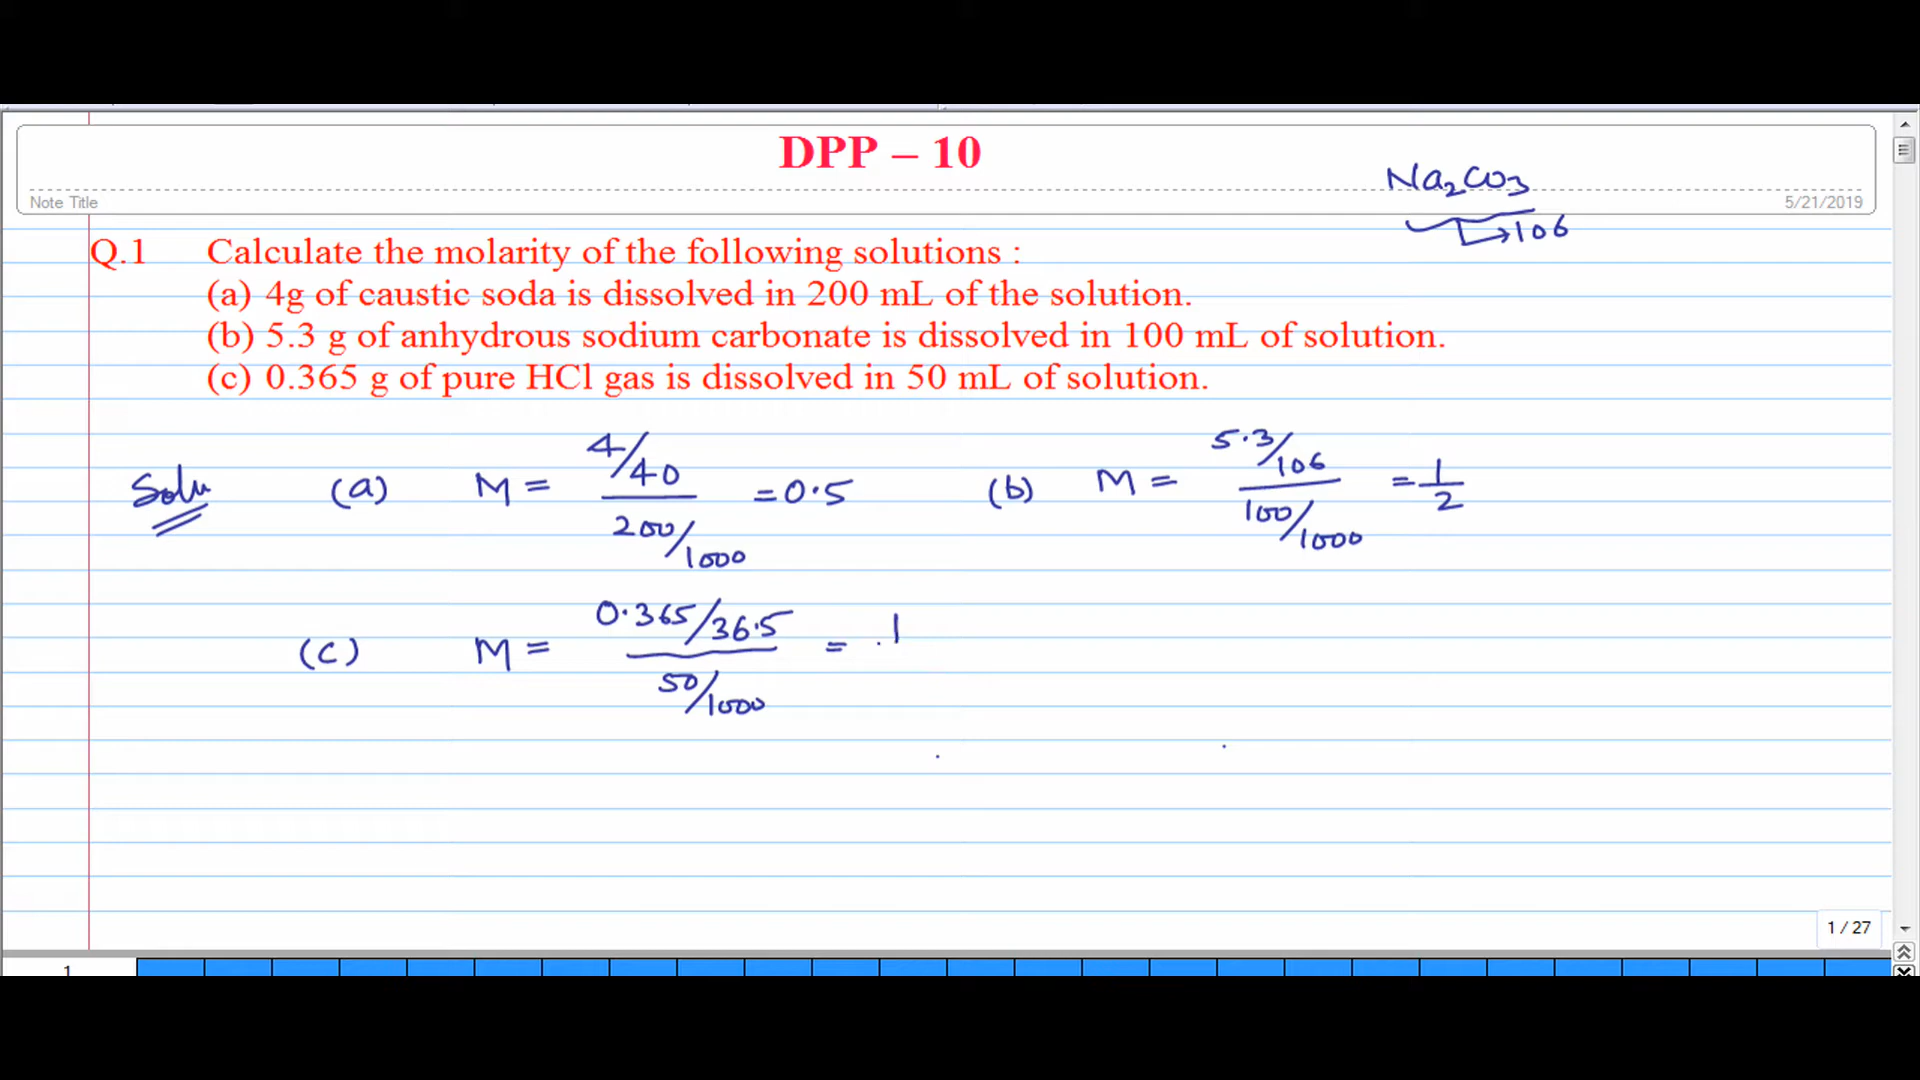 DPP – 10
Na2CO3
Note Title
5/21/2019
→106
Q.1 Calculate the molarity of the following solutions :
(a) 4g of caustic soda is dissolved in 200 mL of the solution.
(b) 5.3 g of anhydrous sodium carbonate is dissolved in 100 mL of solution.
(c) 0.365 g of pure HCl gas is dissolved in 50 mL of solution.
Solu (a) M = 4/40 / 200/1000 = 0.5 (b) M = 5.3/106 / 100/1000 = 1/2
(c) M = 0.365/36.5 / 50/1000 = .1
1 / 27
1